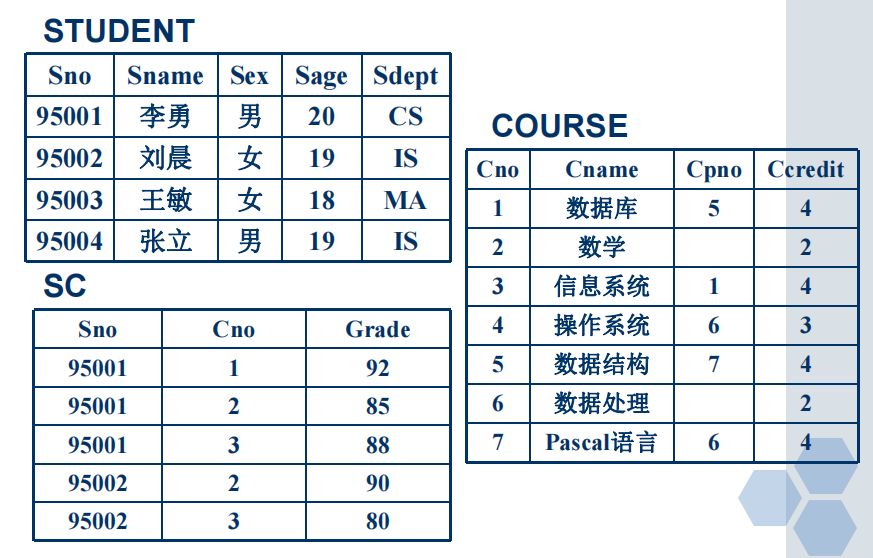 STUDENT
Sno Sname Sex Sage Sdept
95001 李勇 男 20 CS
95002 刘晨 女 19 IS
95003 王敏 女 18 MA
95004 张立 男 19 IS
SC
Sno Cno Grade
95001 1 92
95001 2 85
95001 3 88
95002 2 90
95002 3 80
COURSE
Cno Cname Cpno Ccredit
1 数据库 5 4
2 数学 2
3 信息系统 1 4
4 操作系统 6 3
5 数据结构 7 4
6 数据处理 2
7 Pascal语言 6 4